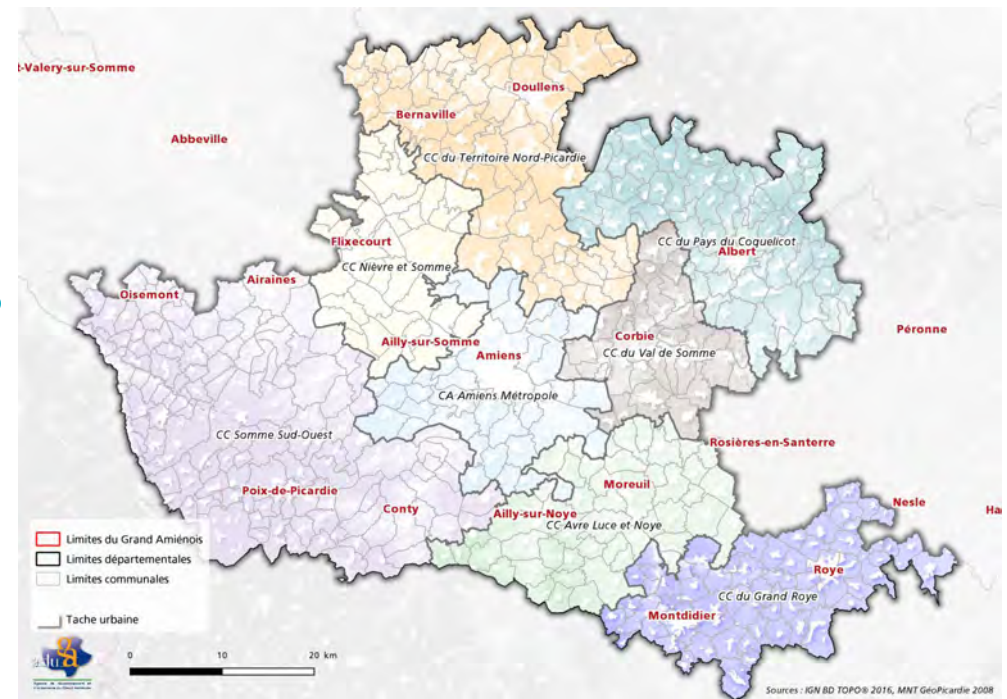 t-Valery-sur-Somme
Doullens
Bernaville
Abbeville
CC du Territoire Nord-Picardie
Flixecourt
CC du Pays du Coquelicot
Albert
CC Nièvre et Somme
Airaines
Oisemont
Péronne
Corbie
Ailly-sur-Somme
Amiens
CC du Val de Somme
CA Amiens Métropole
CC Somme Sud-Ouest
Rosières-en-Santerre
Poix-de-Picardie
Moreuil
Conty
Ailly-sur-Noye
Nesle
Ha
CC Avre Luce et Noye
Roye
CC du Grand Roye
Montdidier
Limites du Grand Amiénois
Limites départementales
Limites communales
Tache urbaine
0 10 20 km
Sources : IGN BD TOPO® 2016, MNT GéoPicardie 2008